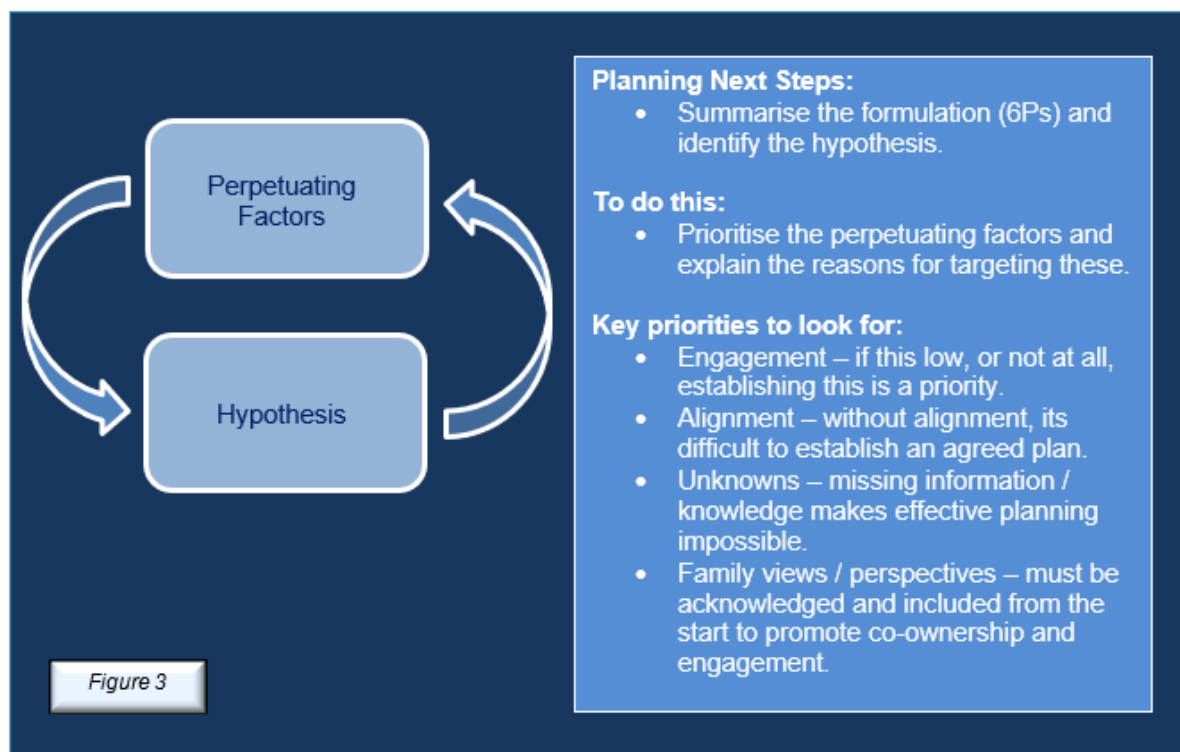 Perpetuating
Factors
Hypothesis
Figure 3
Planning Next Steps:
• Summarise the formulation (6Ps) and
identify the hypothesis.
To do this:
• Prioritise the perpetuating factors and
explain the reasons for targeting these.
Key priorities to look for:
• Engagement – if this low, or not at all,
establishing this is a priority.
• Alignment – without alignment, its
difficult to establish an agreed plan.
• Unknowns – missing information /
knowledge makes effective planning
impossible.
• Family views / perspectives – must be
acknowledged and included from the
start to promote co-ownership and
engagement.